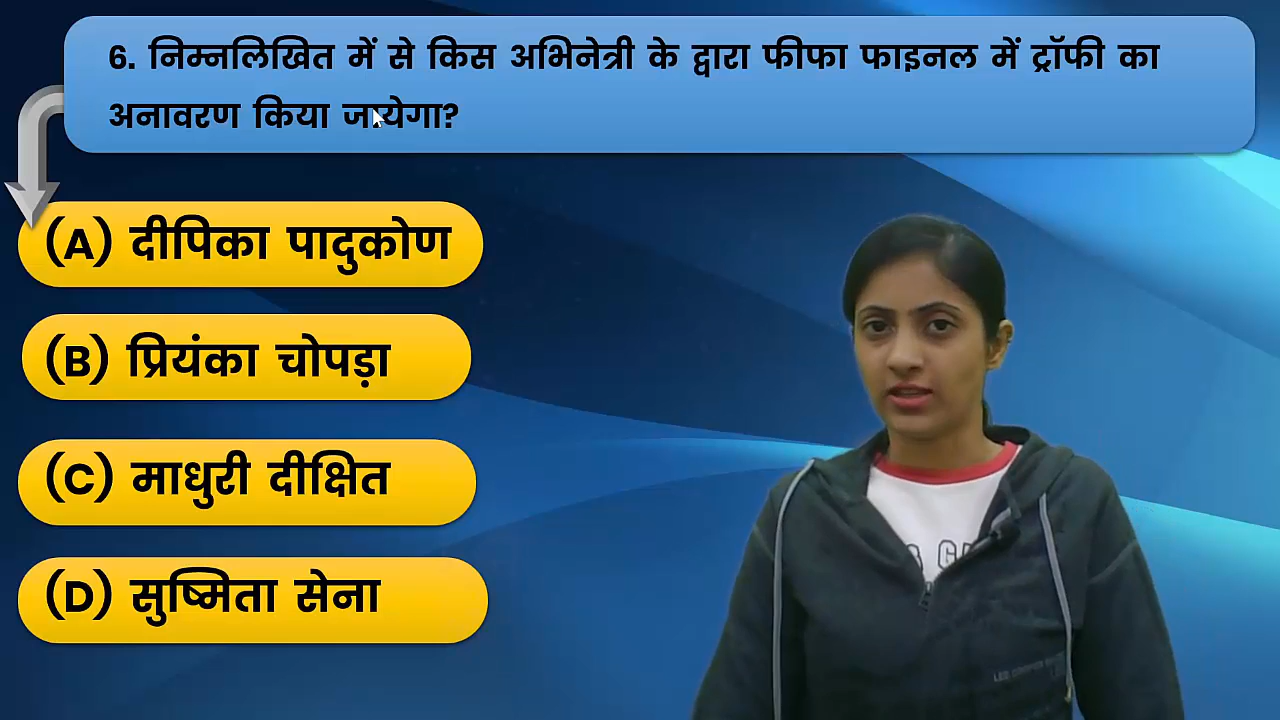 6. निम्नलिखित में से किस अभिनेत्री के द्वारा फीफा फाइनल में ट्रॉफी का
अनावरण किया जायेगा?
(A) दीपिका पादुकोण
(B) प्रियंका चोपड़ा
(C) माधुरी दीक्षित
(D) सुष्मिता सेना